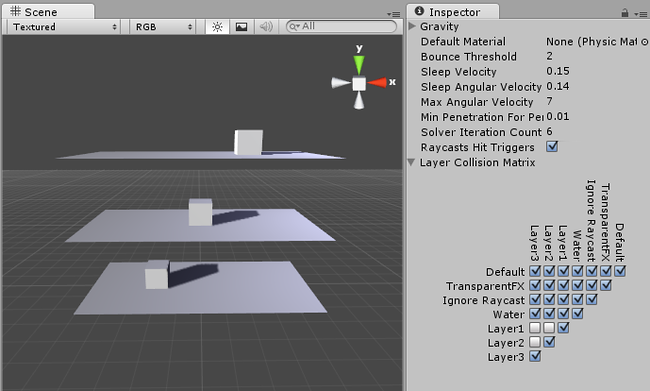 Scene
Textured
RGB
All
y
x
Inspector
Gravity
Default Material None (Physic Mat
Bounce Threshold 2
Sleep Velocity 0.15
Sleep Angular Velocity 0.14
Max Angular Velocity 7
Min Penetration For Pe 0.01
Solver Iteration Count 6
Raycasts Hit Triggers
Layer Collision Matrix
Layer3
Layer2
Layer1
Water
Ignore Raycast
TransparentFX
Default
Default
TransparentFX
Ignore Raycast
Water
Layer1
Layer2
Layer3